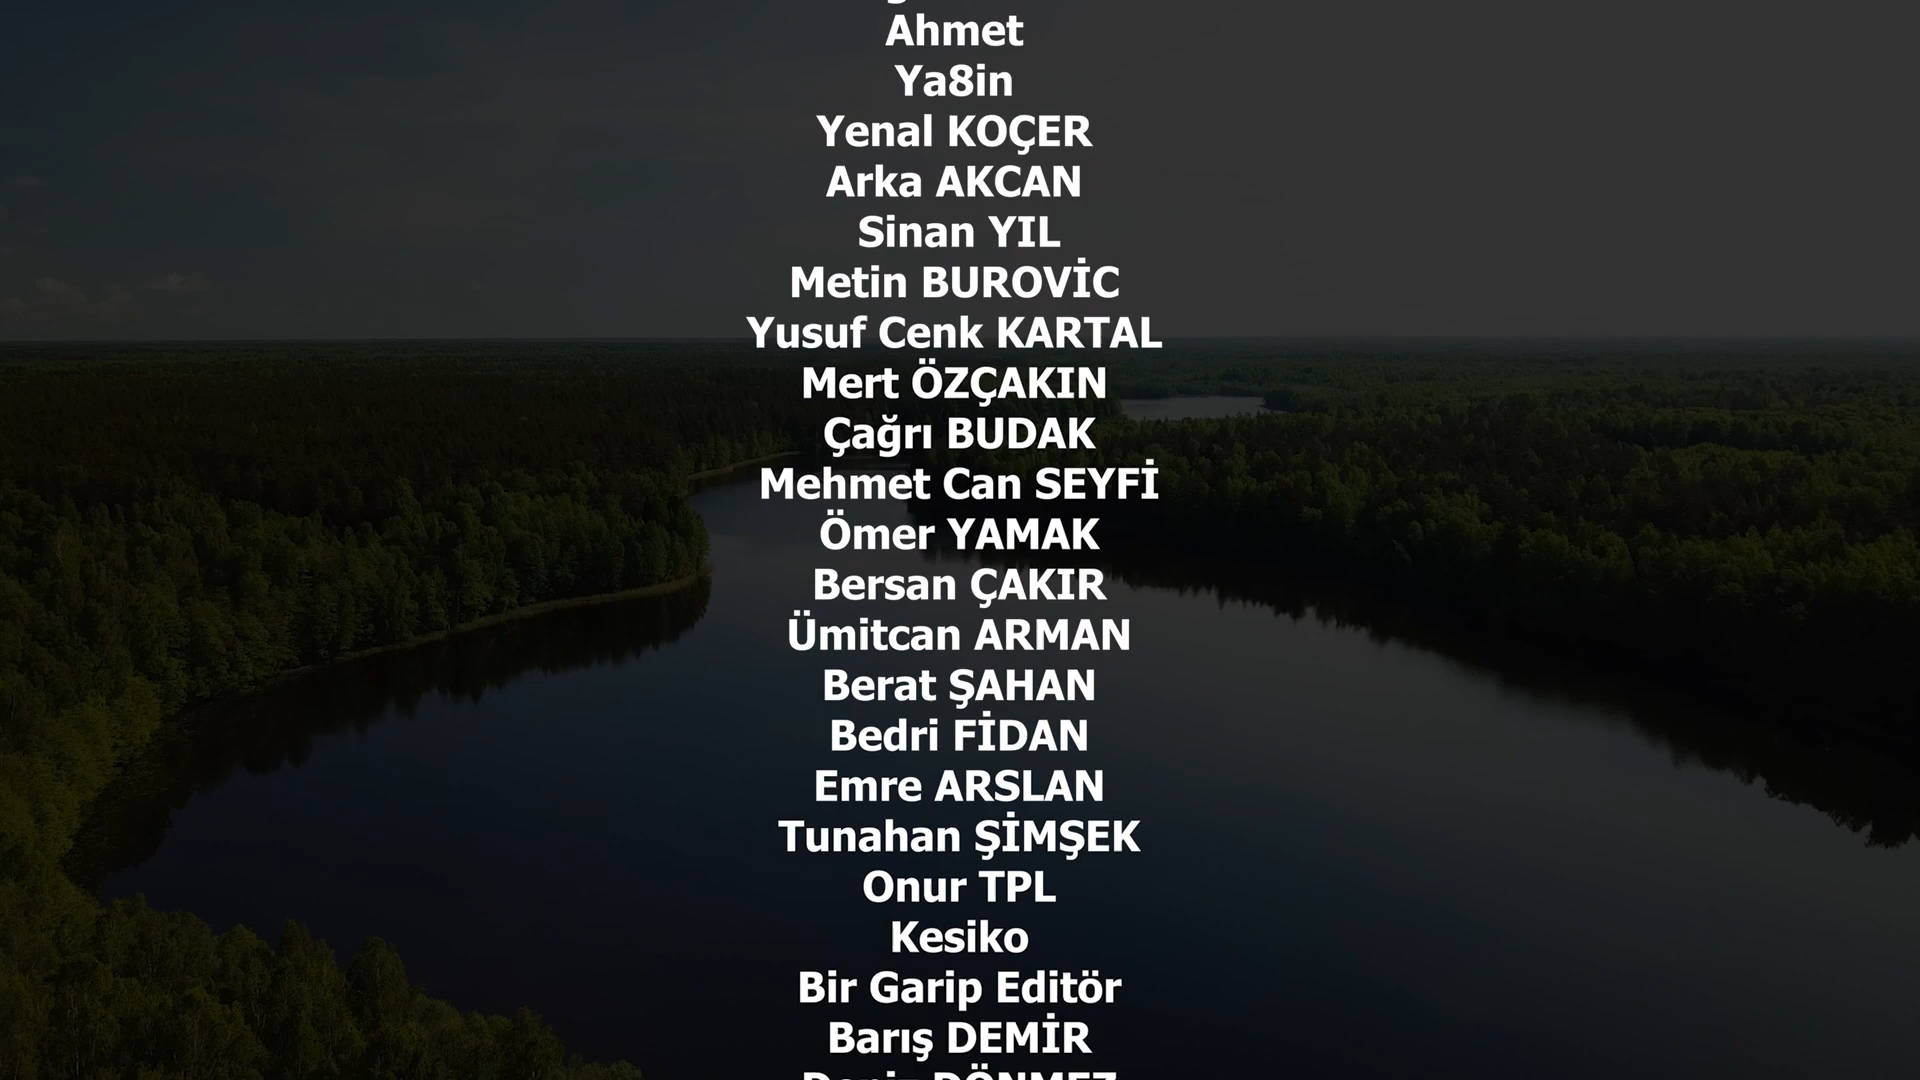 Ahmet
Ya8in
Yenal KOÇER
Arka AKCAN
Sinan YIL
Metin BUROVİC
Yusuf Cenk KARTAL
Mert ÖZÇAKIN
Çağrı BUDAK
Mehmet Can SEYFİ
Ömer YAMAK
Bersan ÇAKIR
Ümitcan ARMAN
Berat ŞAHAN
Bedri FİDAN
Emre ARSLAN
Tunahan ŞİMŞEK
Onur TPL
Kesiko
Bir Garip Editör
Barış DEMİR
Deniz DÖNMEZ